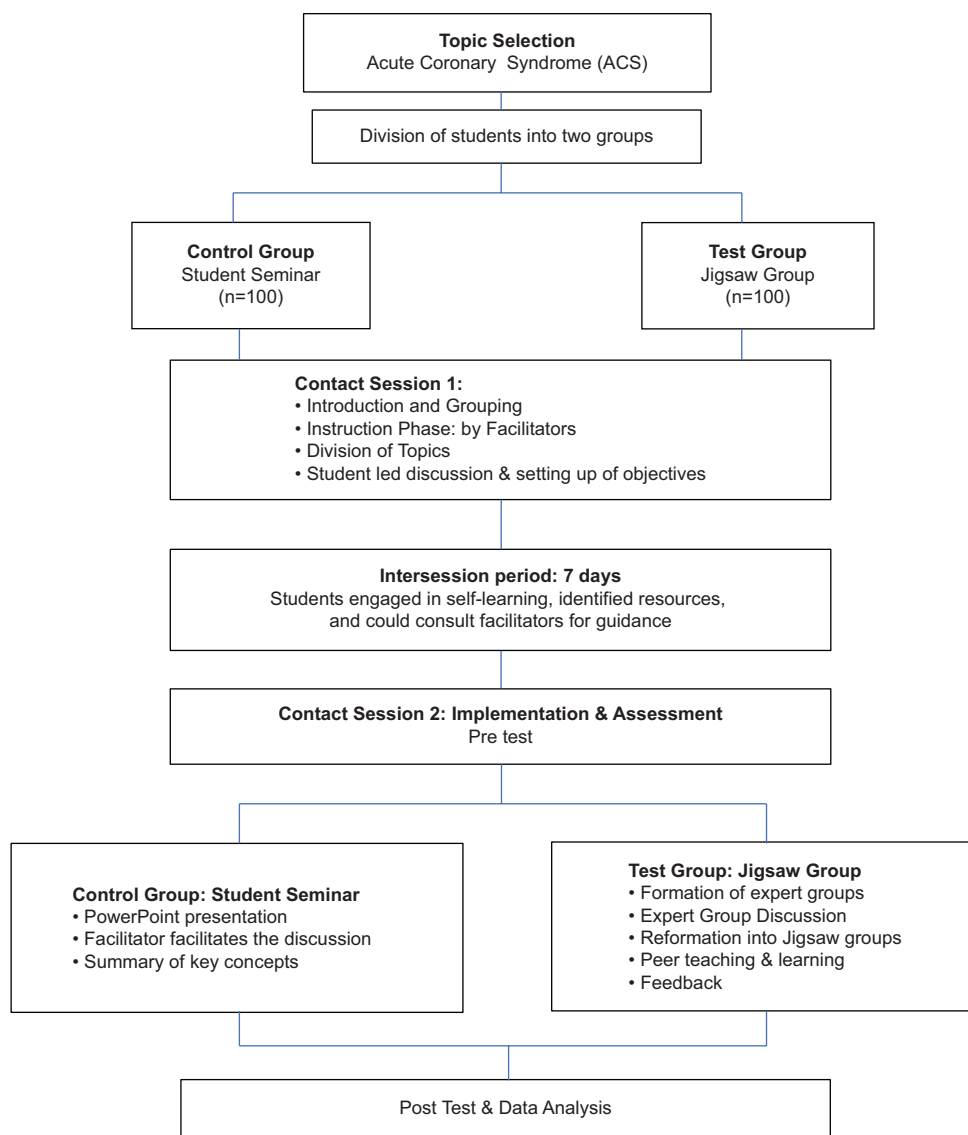 Topic Selection
Acute Coronary Syndrome (ACS)
Division of students into two groups
Control Group
Student Seminar
(n=100)
Test Group
Jigsaw Group
(n=100)
Contact Session 1:
• Introduction and Grouping
• Instruction Phase: by Facilitators
• Division of Topics
• Student led discussion & setting up of objectives
Intersession period: 7 days
Students engaged in self-learning, identified resources,
and could consult facilitators for guidance
Contact Session 2: Implementation & Assessment
Pre test
Control Group: Student Seminar
• PowerPoint presentation
• Facilitator facilitates the discussion
• Summary of key concepts
Test Group: Jigsaw Group
• Formation of expert groups
• Expert Group Discussion
• Reformation into Jigsaw groups
• Peer teaching & learning
• Feedback
Post Test & Data Analysis